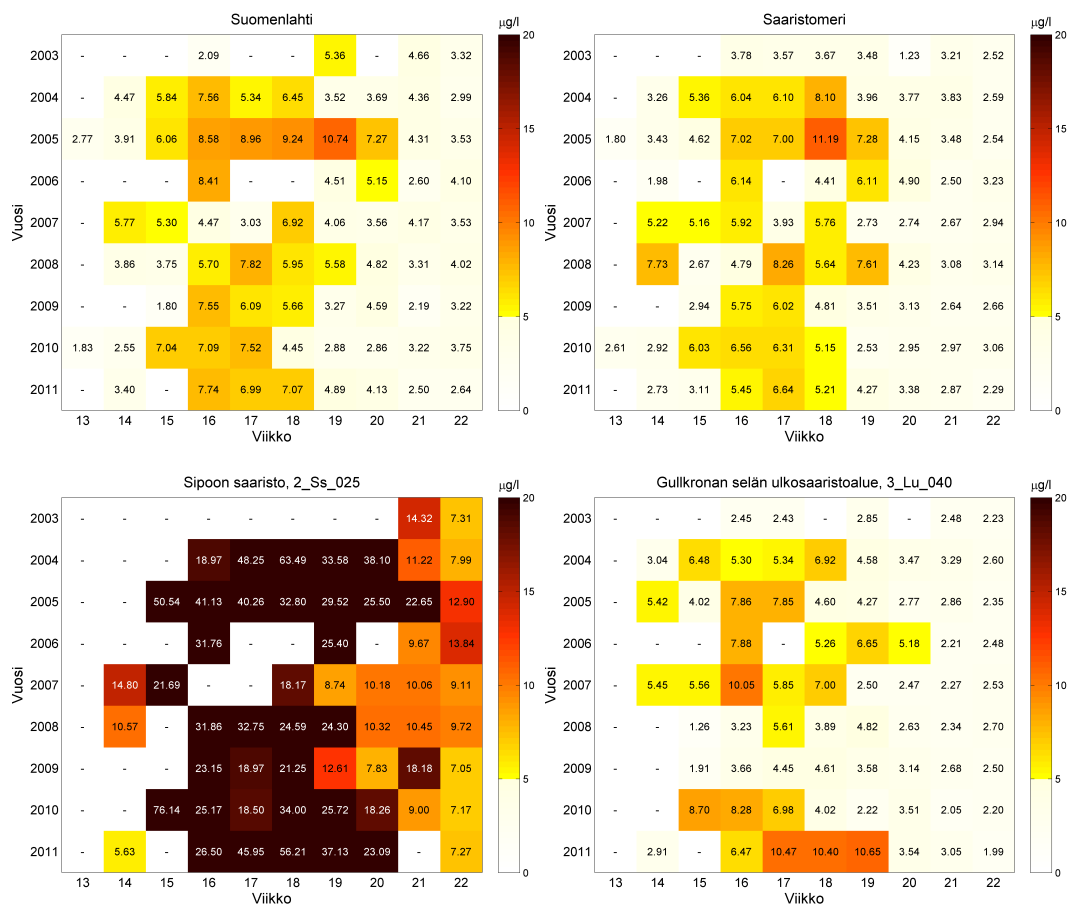 Suomenlahti
µg/l
2003 - - - 2.09 - - 5.36 - 4.66 3.32
2004 - 4.47 5.84 7.56 5.34 6.45 3.52 3.69 4.36 2.99
2005 2.77 3.91 6.06 8.58 8.96 9.24 10.74 7.27 4.31 3.53
2006 - - - 8.41 - - 4.51 5.15 2.60 4.10
2007 - 5.77 5.30 4.47 3.03 6.92 4.06 3.56 4.17 3.53
2008 - 3.86 3.75 5.70 7.82 5.95 5.58 4.82 3.31 4.02
2009 - - 1.80 7.55 6.09 5.66 3.27 4.59 2.19 3.22
2010 1.83 2.55 7.04 7.09 7.52 4.45 2.88 2.86 3.22 3.75
2011 - 3.40 - 7.74 6.99 7.07 4.89 4.13 2.50 2.64
13 14 15 16 17 18 19 20 21 22
Viikko
Vuosi
20
15
10
5
0
Saaristomeri
µg/l
2003 - - - 3.78 3.57 3.67 3.48 1.23 3.21 2.52
2004 - 3.26 5.36 6.04 6.10 8.10 3.96 3.77 3.83 2.59
2005 1.80 3.43 4.62 7.02 7.00 11.19 7.28 4.15 3.48 2.54
2006 - 1.98 - 6.14 - 4.41 6.11 4.90 2.50 3.23
2007 - 5.22 5.16 5.92 3.93 5.76 2.73 2.74 2.67 2.94
2008 - 7.73 2.67 4.79 8.26 5.64 7.61 4.23 3.08 3.14
2009 - - 2.94 5.75 6.02 4.81 3.51 3.13 2.64 2.66
2010 2.61 2.92 6.03 6.56 6.31 5.15 2.53 2.95 2.97 3.06
2011 - 2.73 3.11 5.45 6.64 5.21 4.27 3.38 2.87 2.29
13 14 15 16 17 18 19 20 21 22
Viikko
Vuosi
20
15
10
5
0
Sipoon saaristo, 2_Ss_025
µg/l
2003 - - - - - - - - 14.32 7.31
2004 - - - 18.97 48.25 63.49 33.58 38.10 11.22 7.99
2005 - - 50.54 41.13 40.26 32.80 29.52 25.50 22.65 12.90
2006 - - - 31.76 - - 25.40 - 9.67 13.84
2007 - 14.80 21.69 - - 18.17 8.74 10.18 10.06 9.11
2008 - 10.57 - 31.86 32.75 24.59 24.30 10.32 10.45 9.72
2009 - - - 23.15 18.97 21.25 12.61 7.83 18.18 7.05
2010 - - 76.14 25.17 18.50 34.00 25.72 18.26 9.00 7.17
2011 - 5.63 - 26.50 45.95 56.21 37.13 23.09 - 7.27
13 14 15 16 17 18 19 20 21 22
Viikko
Vuosi
20
15
10
5
0
Gullkronan selän ulkosaaristoalue, 3_Lu_040
µg/l
2003 - - - 2.45 2.43 - 2.85 - 2.48 2.23
2004 - 3.04 6.48 5.30 5.34 6.92 4.58 3.47 3.29 2.60
2005 - 5.42 4.02 7.86 7.85 4.60 4.27 2.77 2.86 2.35
2006 - - - 7.88 - 5.26 6.65 5.18 2.21 2.48
2007 - 5.45 5.56 10.05 5.85 7.00 2.50 2.47 2.27 2.53
2008 - - 1.26 3.23 5.61 3.89 4.82 2.63 2.34 2.70
2009 - - 1.91 3.66 4.45 4.61 3.58 3.14 2.68 2.50
2010 - - 8.70 8.28 6.98 4.02 2.22 3.51 2.05 2.20
2011 - 2.91 - 6.47 10.47 10.40 10.65 3.54 3.05 1.99
13 14 15 16 17 18 19 20 21 22
Viikko
Vuosi
20
15
10
5
0